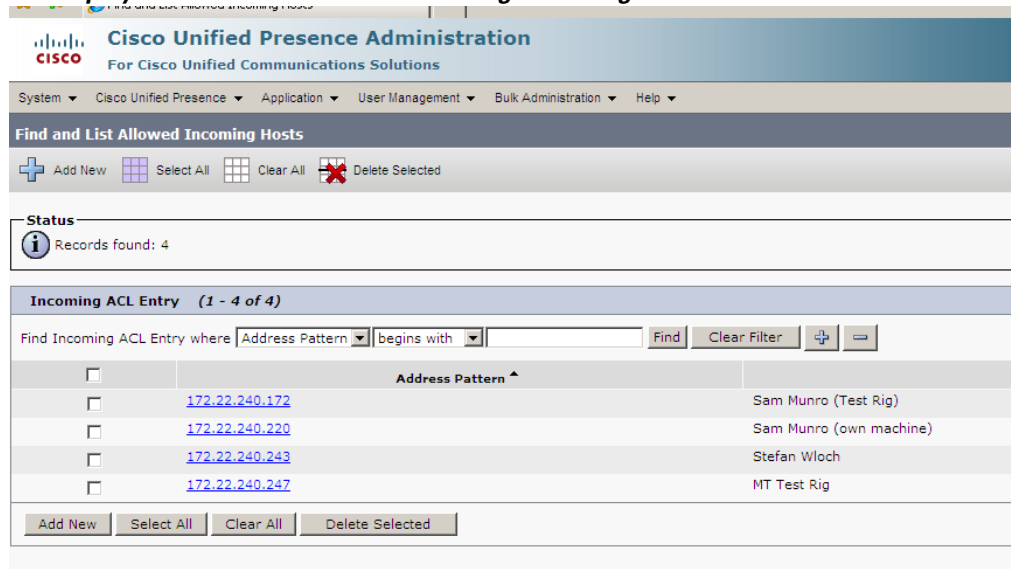 Cisco Unified Presence Administration
CISCO For Cisco Unified Communications Solutions
System Cisco Unified Presence Application User Management Bulk Administration Help
Find and List Allowed Incoming Hosts
Add New Select All Clear All Delete Selected
Status
Records found: 4
Incoming ACL Entry (1 - 4 of 4)
Find Incoming ACL Entry where Address Pattern begins with Find Clear Filter
Address Pattern
172.22.240.172 Sam Munro (Test Rig)
172.22.240.220 Sam Munro (own machine)
172.22.240.243 Stefan Wloch
172.22.240.247 MT Test Rig
Add New Select All Clear All Delete Selected